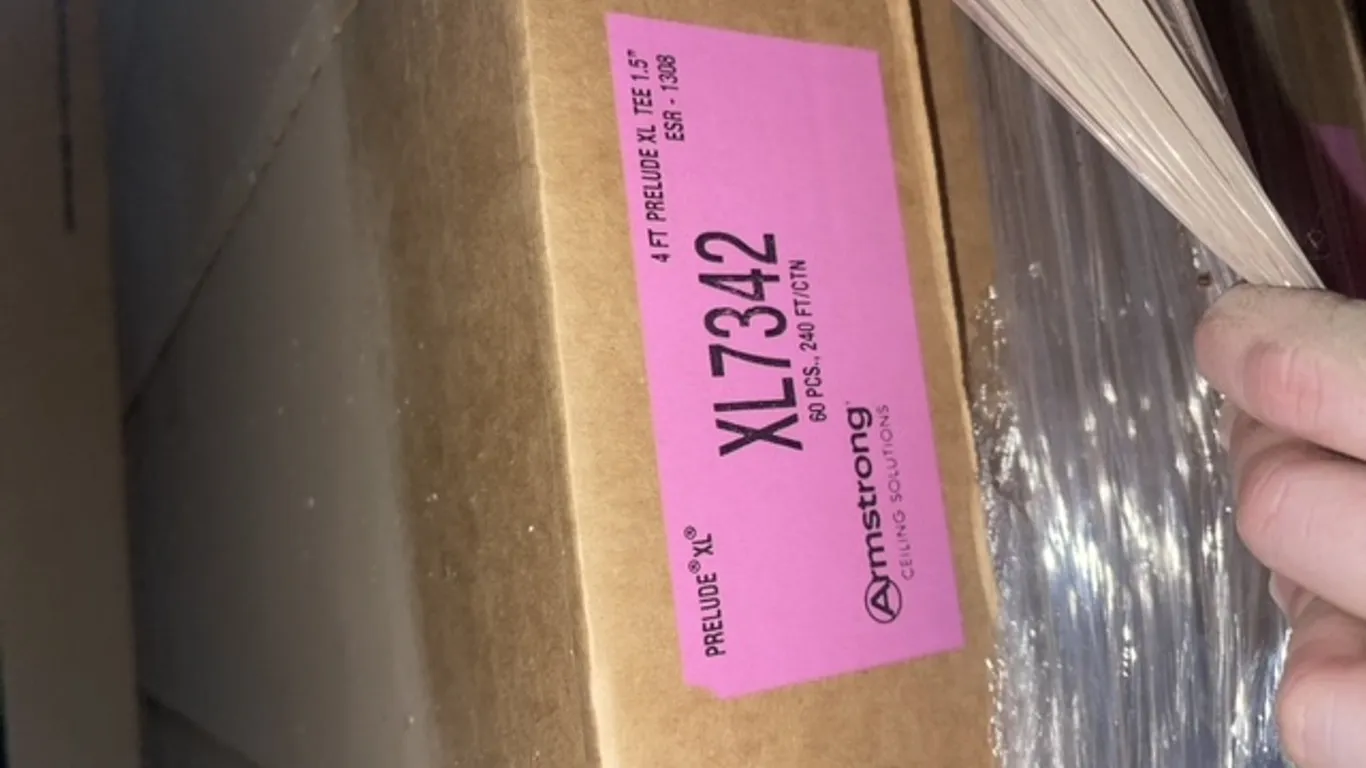 PRELUDE® XL®
4 FT PRELUDE XL TEE 1.5"
ESR - 1308
XL7342
60 PCS., 240 FT/CTN
Armstrong
CEILING SOLUTIONS